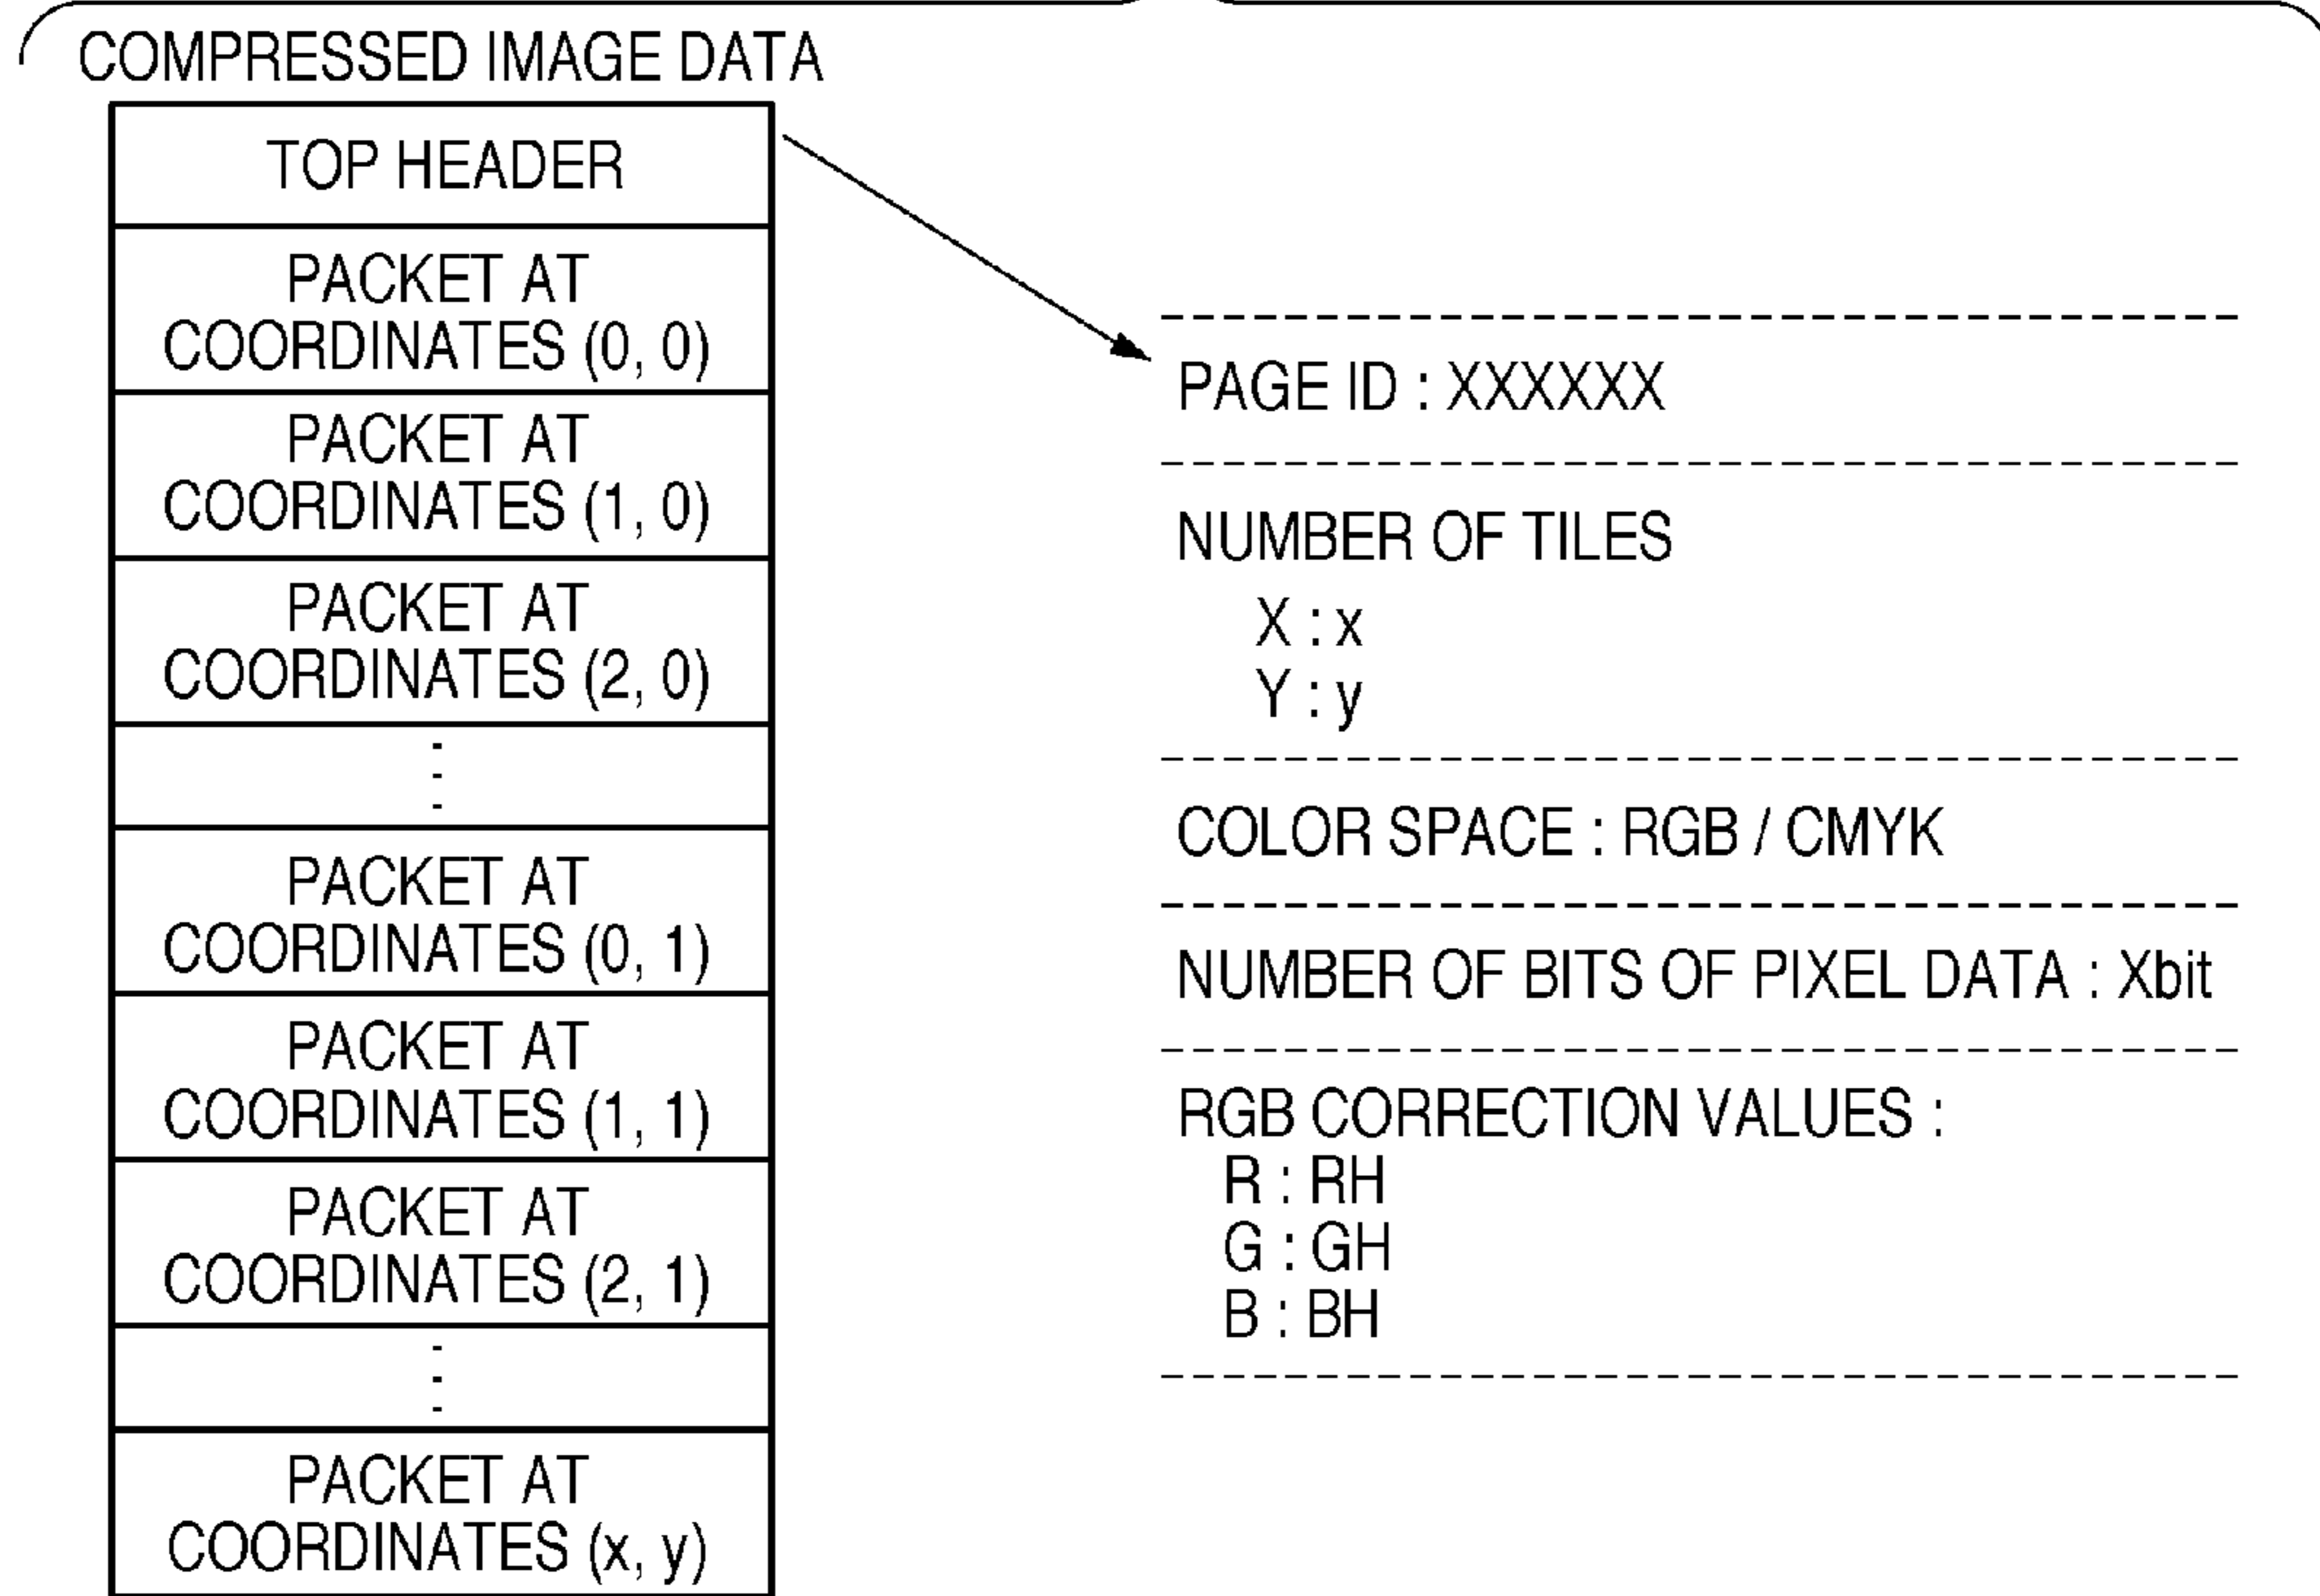 COMPRESSED IMAGE DATA
TOP HEADER
PACKET AT
COORDINATES (0, 0)
PACKET AT
COORDINATES (1, 0)
PACKET AT
COORDINATES (2, 0)
PACKET AT
COORDINATES (0, 1)
PACKET AT
COORDINATES (1, 1)
PACKET AT
COORDINATES (2, 1)
PACKET AT
COORDINATES (x, y)
PAGE ID : XXXXXX
NUMBER OF TILES
X : x
Y : y
COLOR SPACE : RGB / CMYK
NUMBER OF BITS OF PIXEL DATA : Xbit
RGB CORRECTION VALUES :
R : RH
G : GH
B : BH